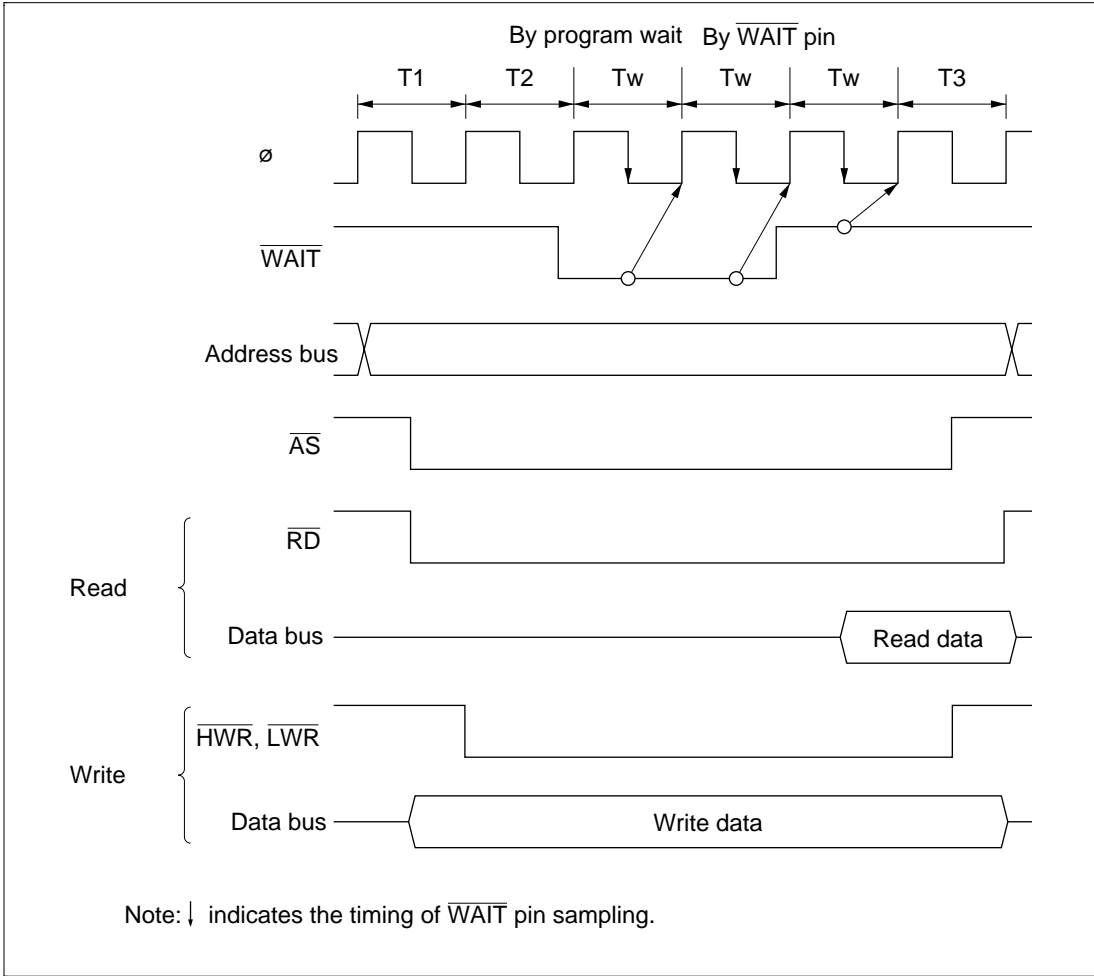 By program wait By WAIT pin
T1 T2 Tw Tw Tw T3
ø
WAIT
Address bus
AS
RD
Read
Data bus Read data
HWR, LWR
Write
Data bus Write data
Note: ↓ indicates the timing of WAIT pin sampling.